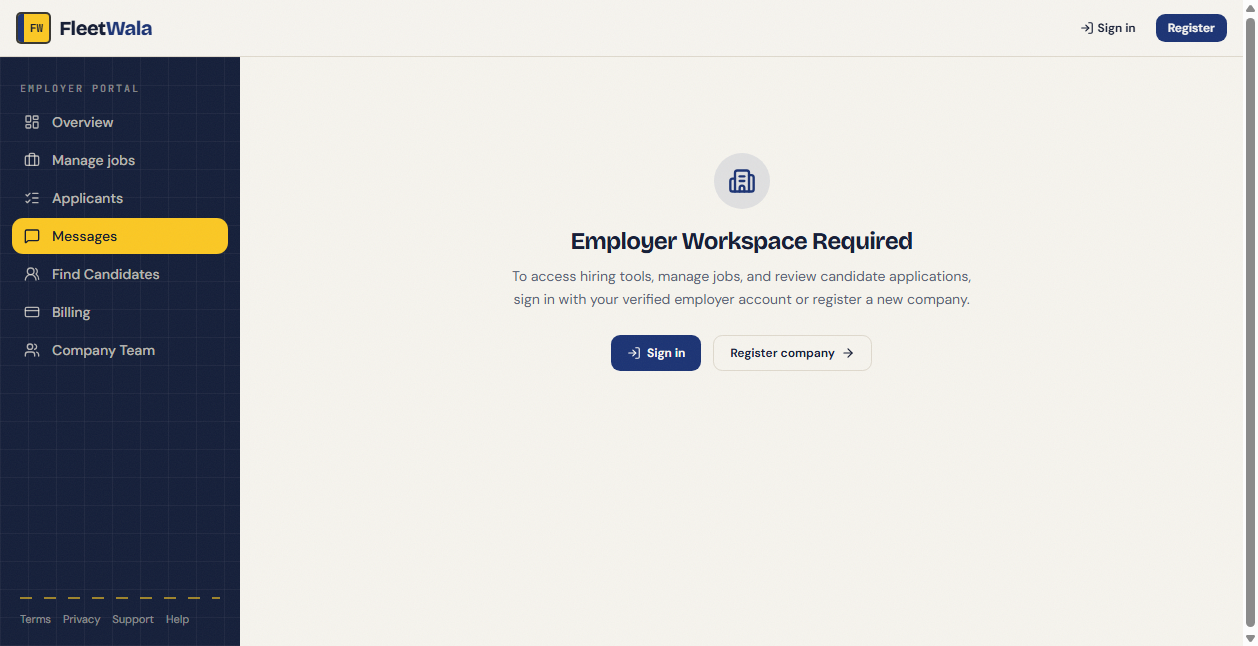 FW FleetWala
Sign in
Register
EMPLOYER PORTAL
Overview
Manage jobs
Applicants
Messages
Find Candidates
Billing
Company Team
Employer Workspace Required
To access hiring tools, manage jobs, and review candidate applications,
sign in with your verified employer account or register a new company.
Sign in
Register company
Terms Privacy Support Help